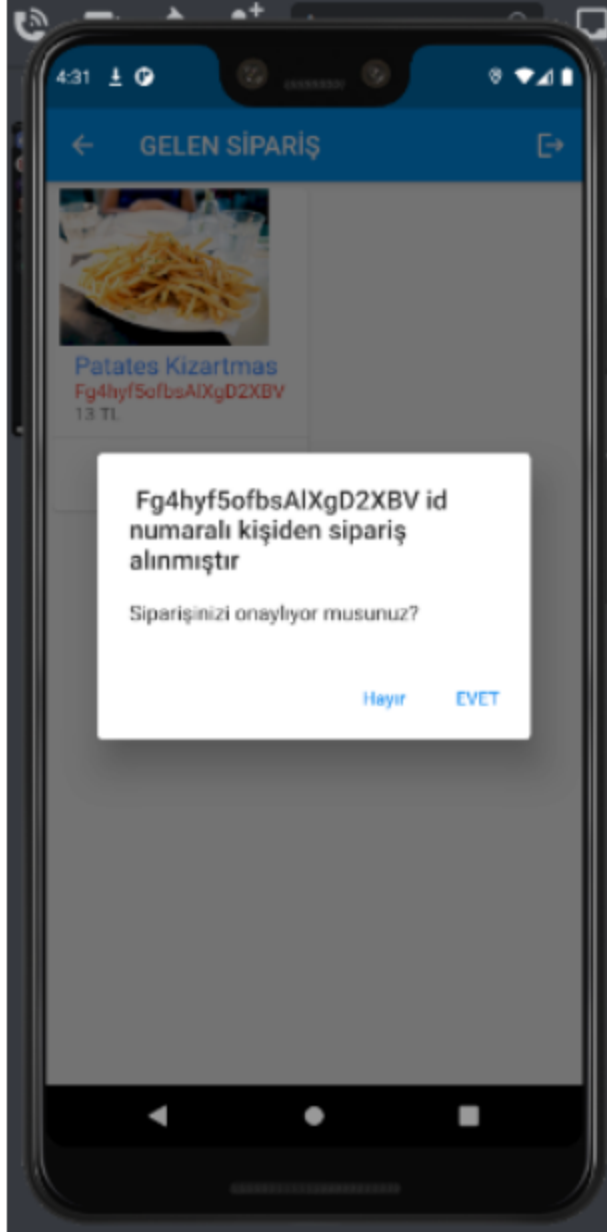 4:31
GELEN SİPARİŞ
Patates Kizartmas
Fg4hyf5ofbsAlXgD2XBV
13 TL
Fg4hyf5ofbsAlXgD2XBV id
numaralı kişiden sipariş
alınmıştır
Siparişinizi onaylıyor musunuz?
Hayır EVET